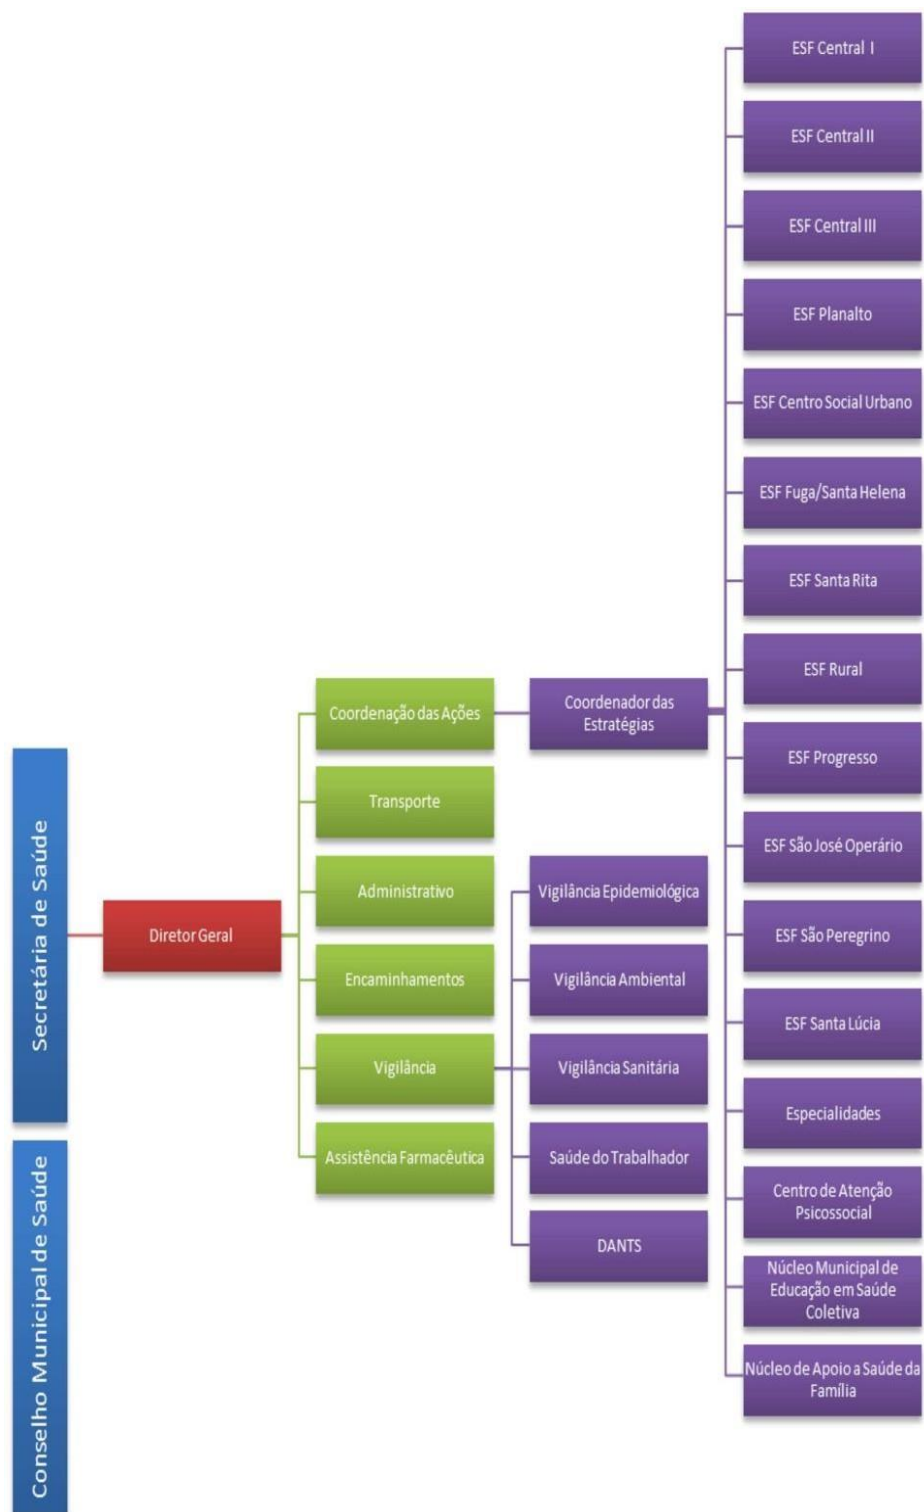 Secretária de Saúde
Conselho Municipal de Saúde
Diretor Geral
Coordenação das Ações
Transporte
Administrativo
Encaminhamentos
Vigilância
Assistência Farmacêutica
Coordenador das
Estratégias
Vigilância Epidemiológica
Vigilância Ambiental
Vigilância Sanitária
Saúde do Trabalhador
DANTS
ESF Central I
ESF Central II
ESF Central III
ESF Planalto
ESF Centro Social Urbano
ESF Fuga/Santa Helena
ESF Santa Rita
ESF Rural
ESF Progresso
ESF São José Operário
ESF São Peregrino
ESF Santa Lúcia
Especialidades
Centro de Atenção
Psicossocial
Núcleo Municipal de
Educação em Saúde
Coletiva
Núcleo de Apoio a Saúde da
Família